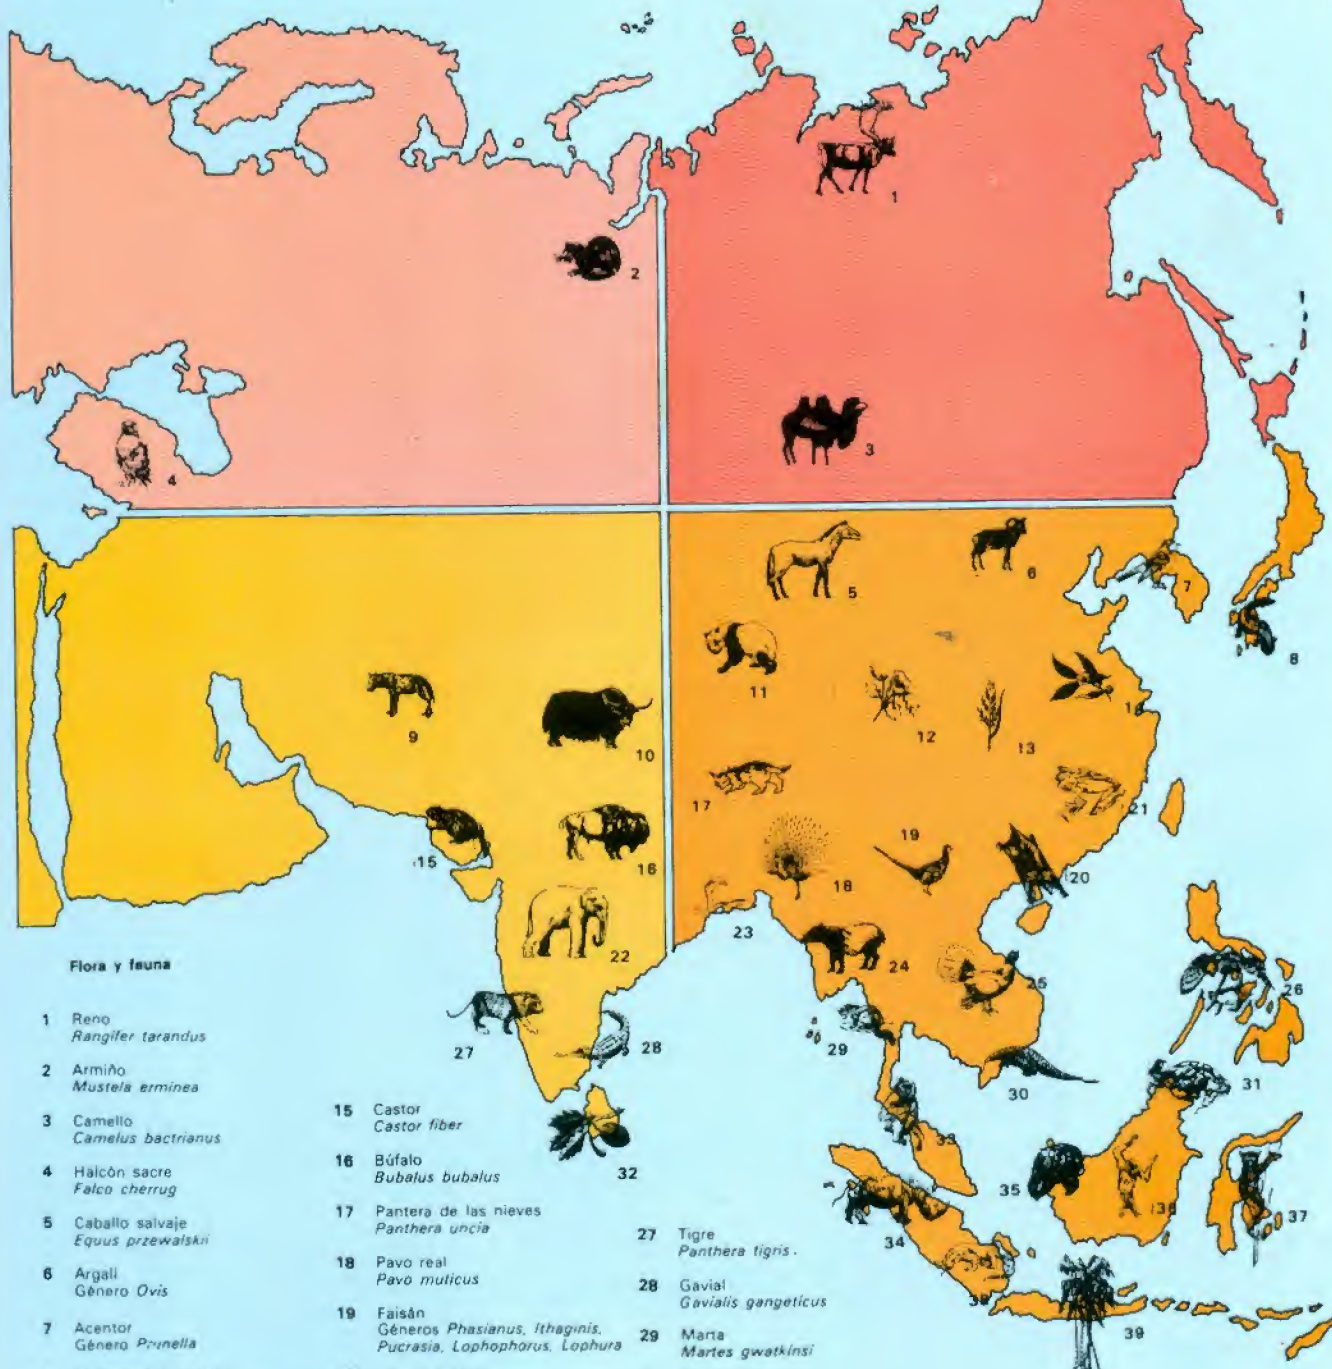 1
2
3
4
5
6
7
8
9
10
11
12
13
14
15
16
17
18
19
20
21
22
23
24
25
26
27
28
29
30
31
32
33
34
35
36
37
38
39
Flora y fauna
1 Reno
Rangifer tarandus
2 Armiño
Mustela erminea
3 Camello
Camelus bactrianus
4 Halcón sacre
Falco cherrug
5 Caballo salvaje
Equus przewalskii
6 Argalí
Género Ovis
7 Acentor
Género Prunella
15 Castor
Castor fiber
16 Búfalo
Bubalus bubalus
17 Pantera de las nieves
Panthera uncia
18 Pavo real
Pavo muticus
19 Faisán
Géneros Phasianus, Ithaginis,
Pucrasia, Lophophorus, Lophura
27 Tigre
Panthera tigris.
28 Gavial
Gavialis gangeticus
29 Marta
Martes gwatkinsi